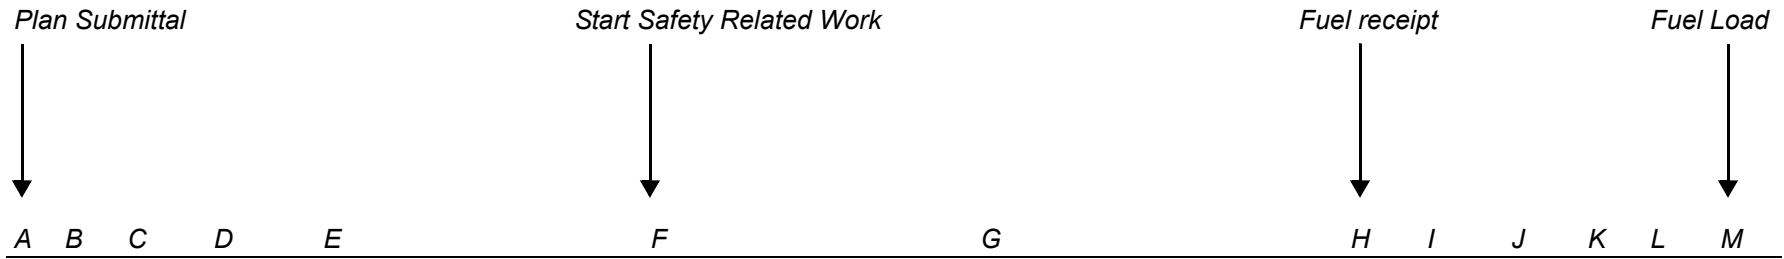 Plan Submittal Start Safety Related Work Fuel receipt Fuel Load
A B C D E F G H I J K L M